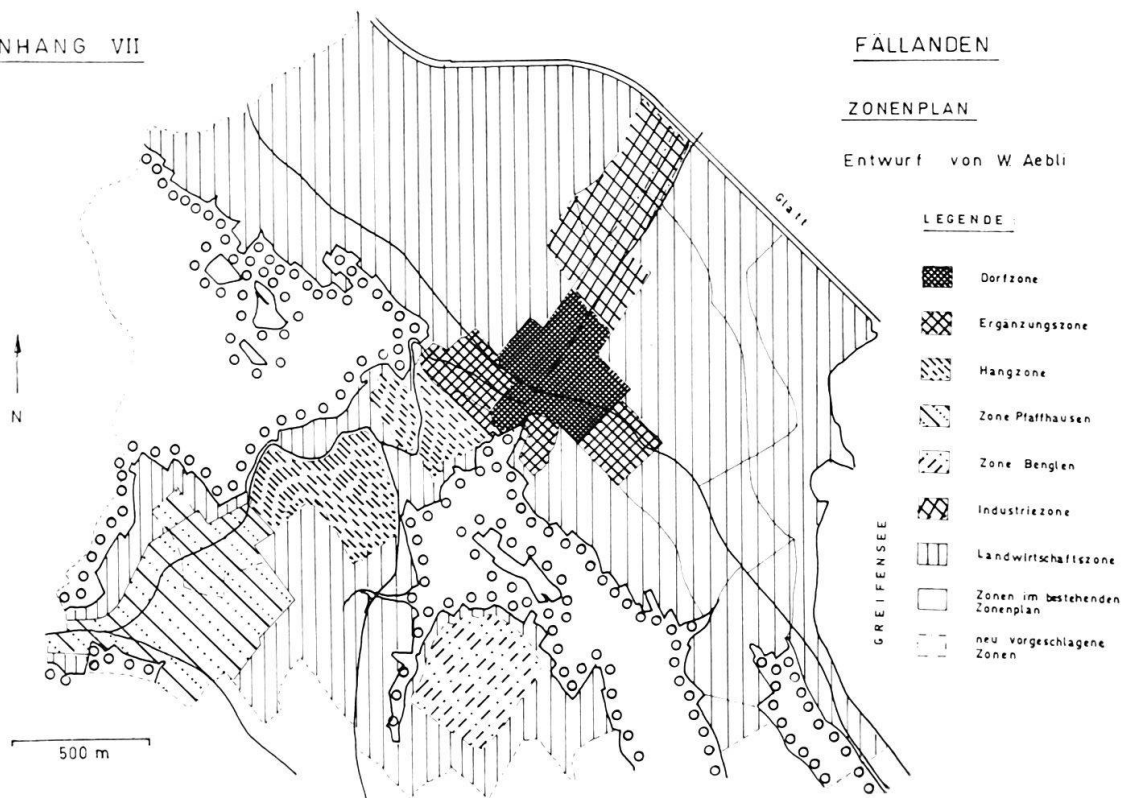 NHANG VII
FÄLLANDEN
ZONENPLAN
Entwurf von W. Aebli
Glatt
LEGENDE :
Dorfzone
Ergänzungszone
Hangzone
Zone Pfaffhausen
Zone Benglen
Industriezone
Landwirtschaftszone
Zonen im bestehenden
Zonenplan
neu vorgeschlagene
Zonen
GREIFENSEE
N
500 m